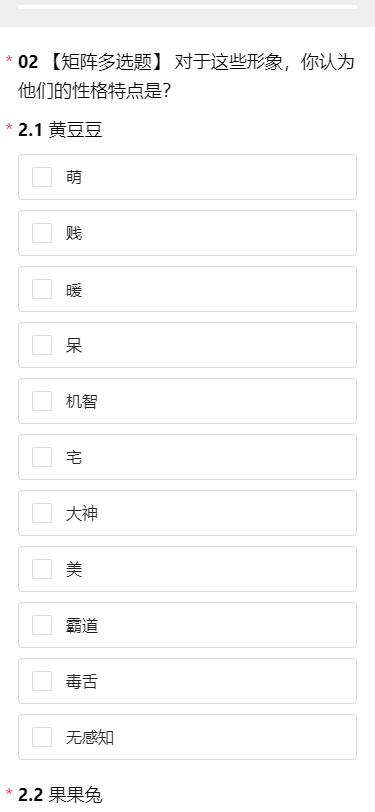 * 02 【矩阵多选题】 对于这些形象，你认为
他们的性格特点是？
* 2.1 黄豆豆
萌
贱
暖
呆
机智
宅
大神
美
霸道
毒舌
无感知
* 2.2 果果兔